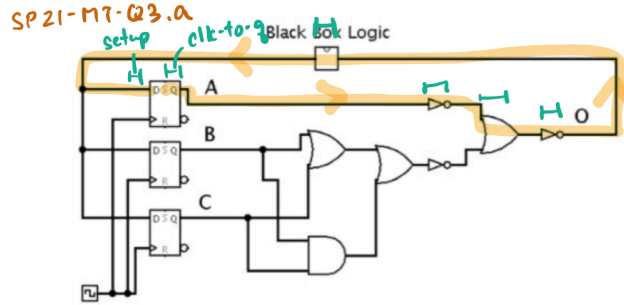 SP21-MT-Q3.a
Black Box Logic
setup
clk-to-q
A
D S Q
R
O
B
D S Q
R
C
D S Q
R